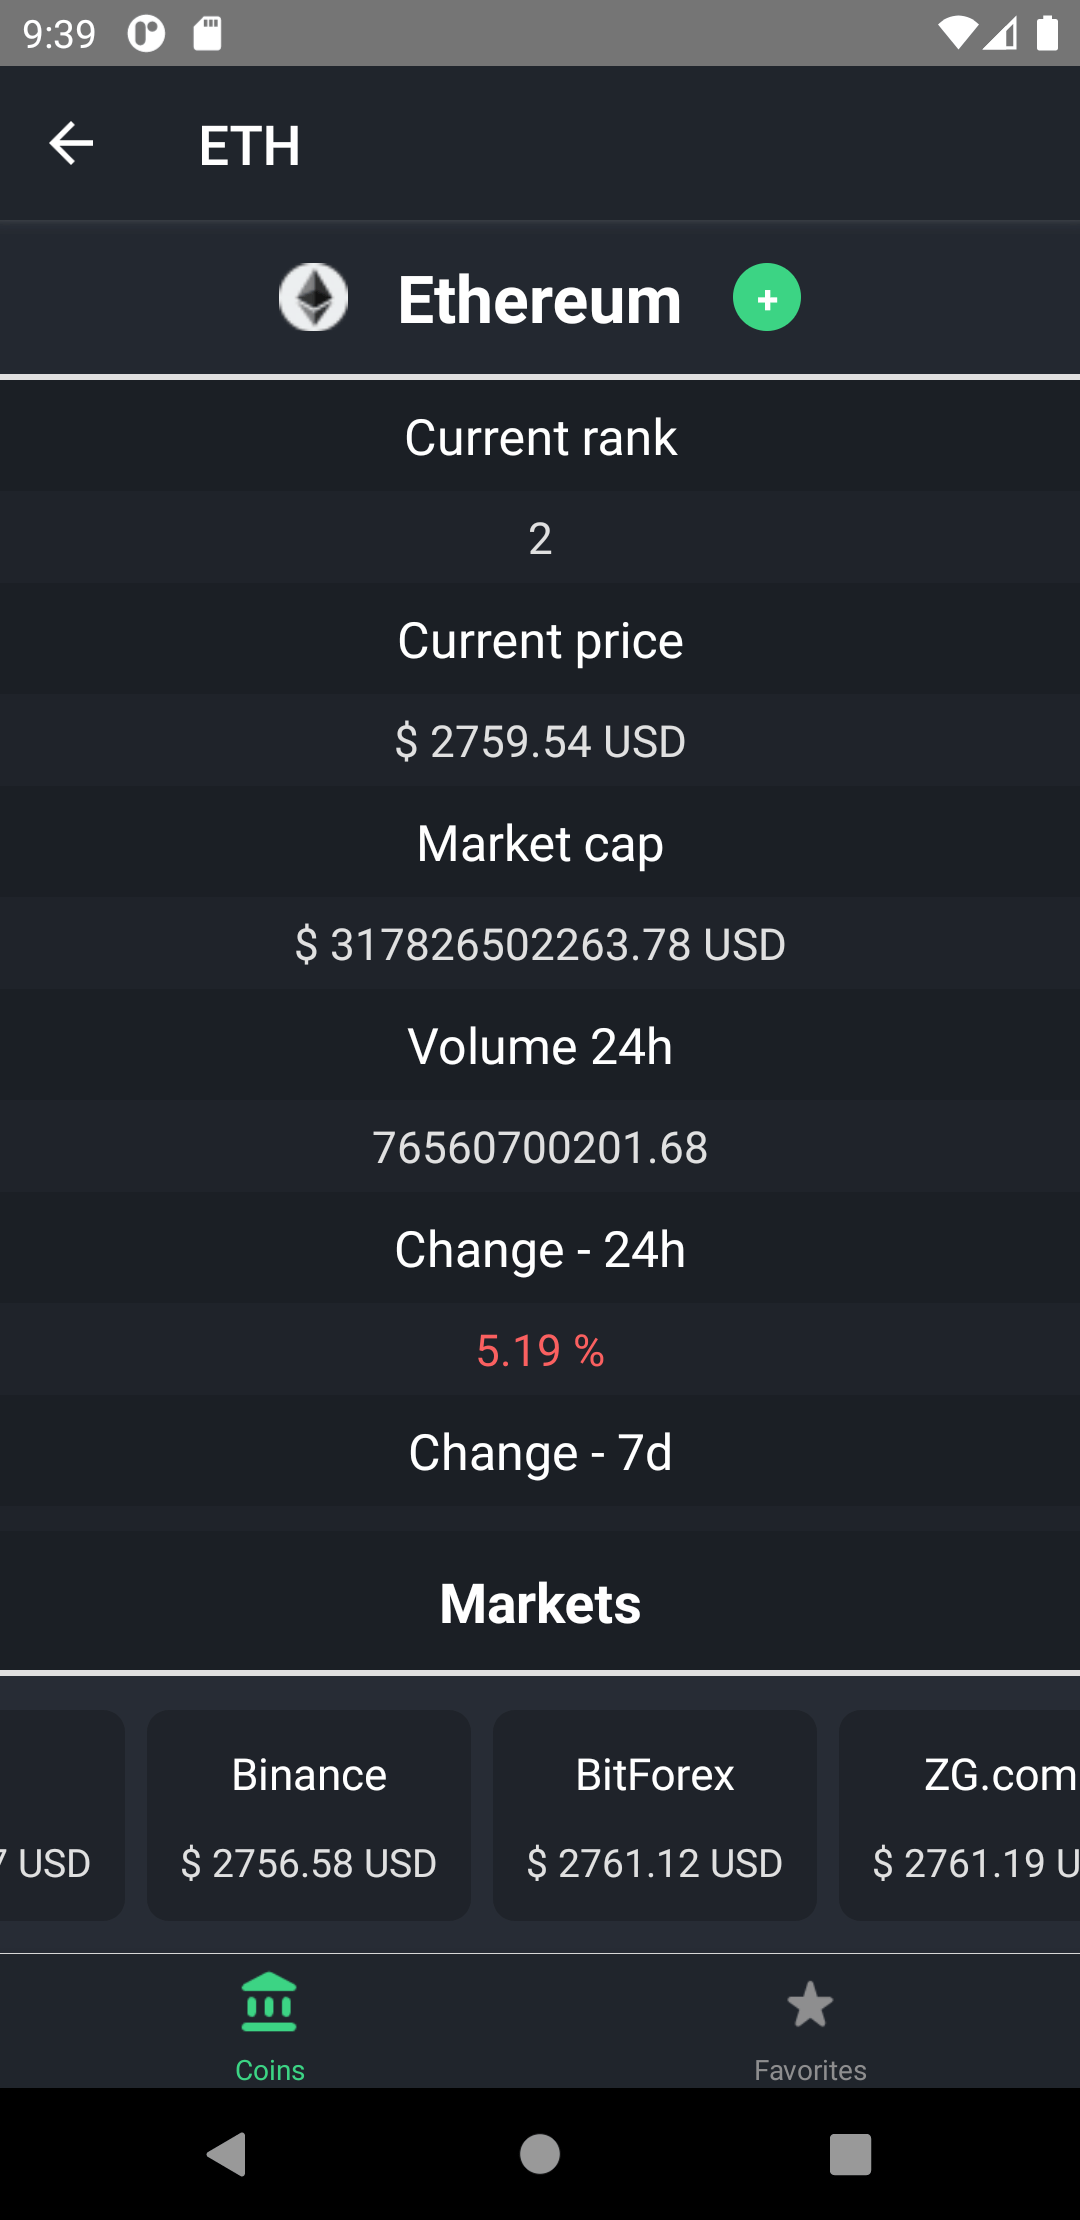 9:39
ETH
Ethereum
+
Current rank
2
Current price
$ 2759.54 USD
Market cap
$ 317826502263.78 USD
Volume 24h
76560700201.68
Change - 24h
5.19 %
Change - 7d
Markets
7 USD
Binance
$ 2756.58 USD
BitForex
$ 2761.12 USD
ZG.com
$ 2761.19 U
Coins
Favorites